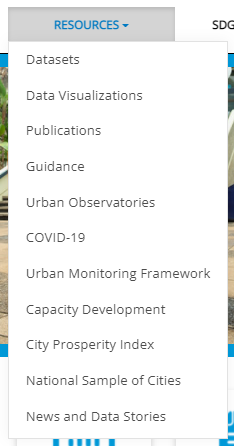 RESOURCES
SDG
Datasets
Data Visualizations
Publications
Guidance
Urban Observatories
COVID-19
Urban Monitoring Framework
Capacity Development
City Prosperity Index
National Sample of Cities
News and Data Stories